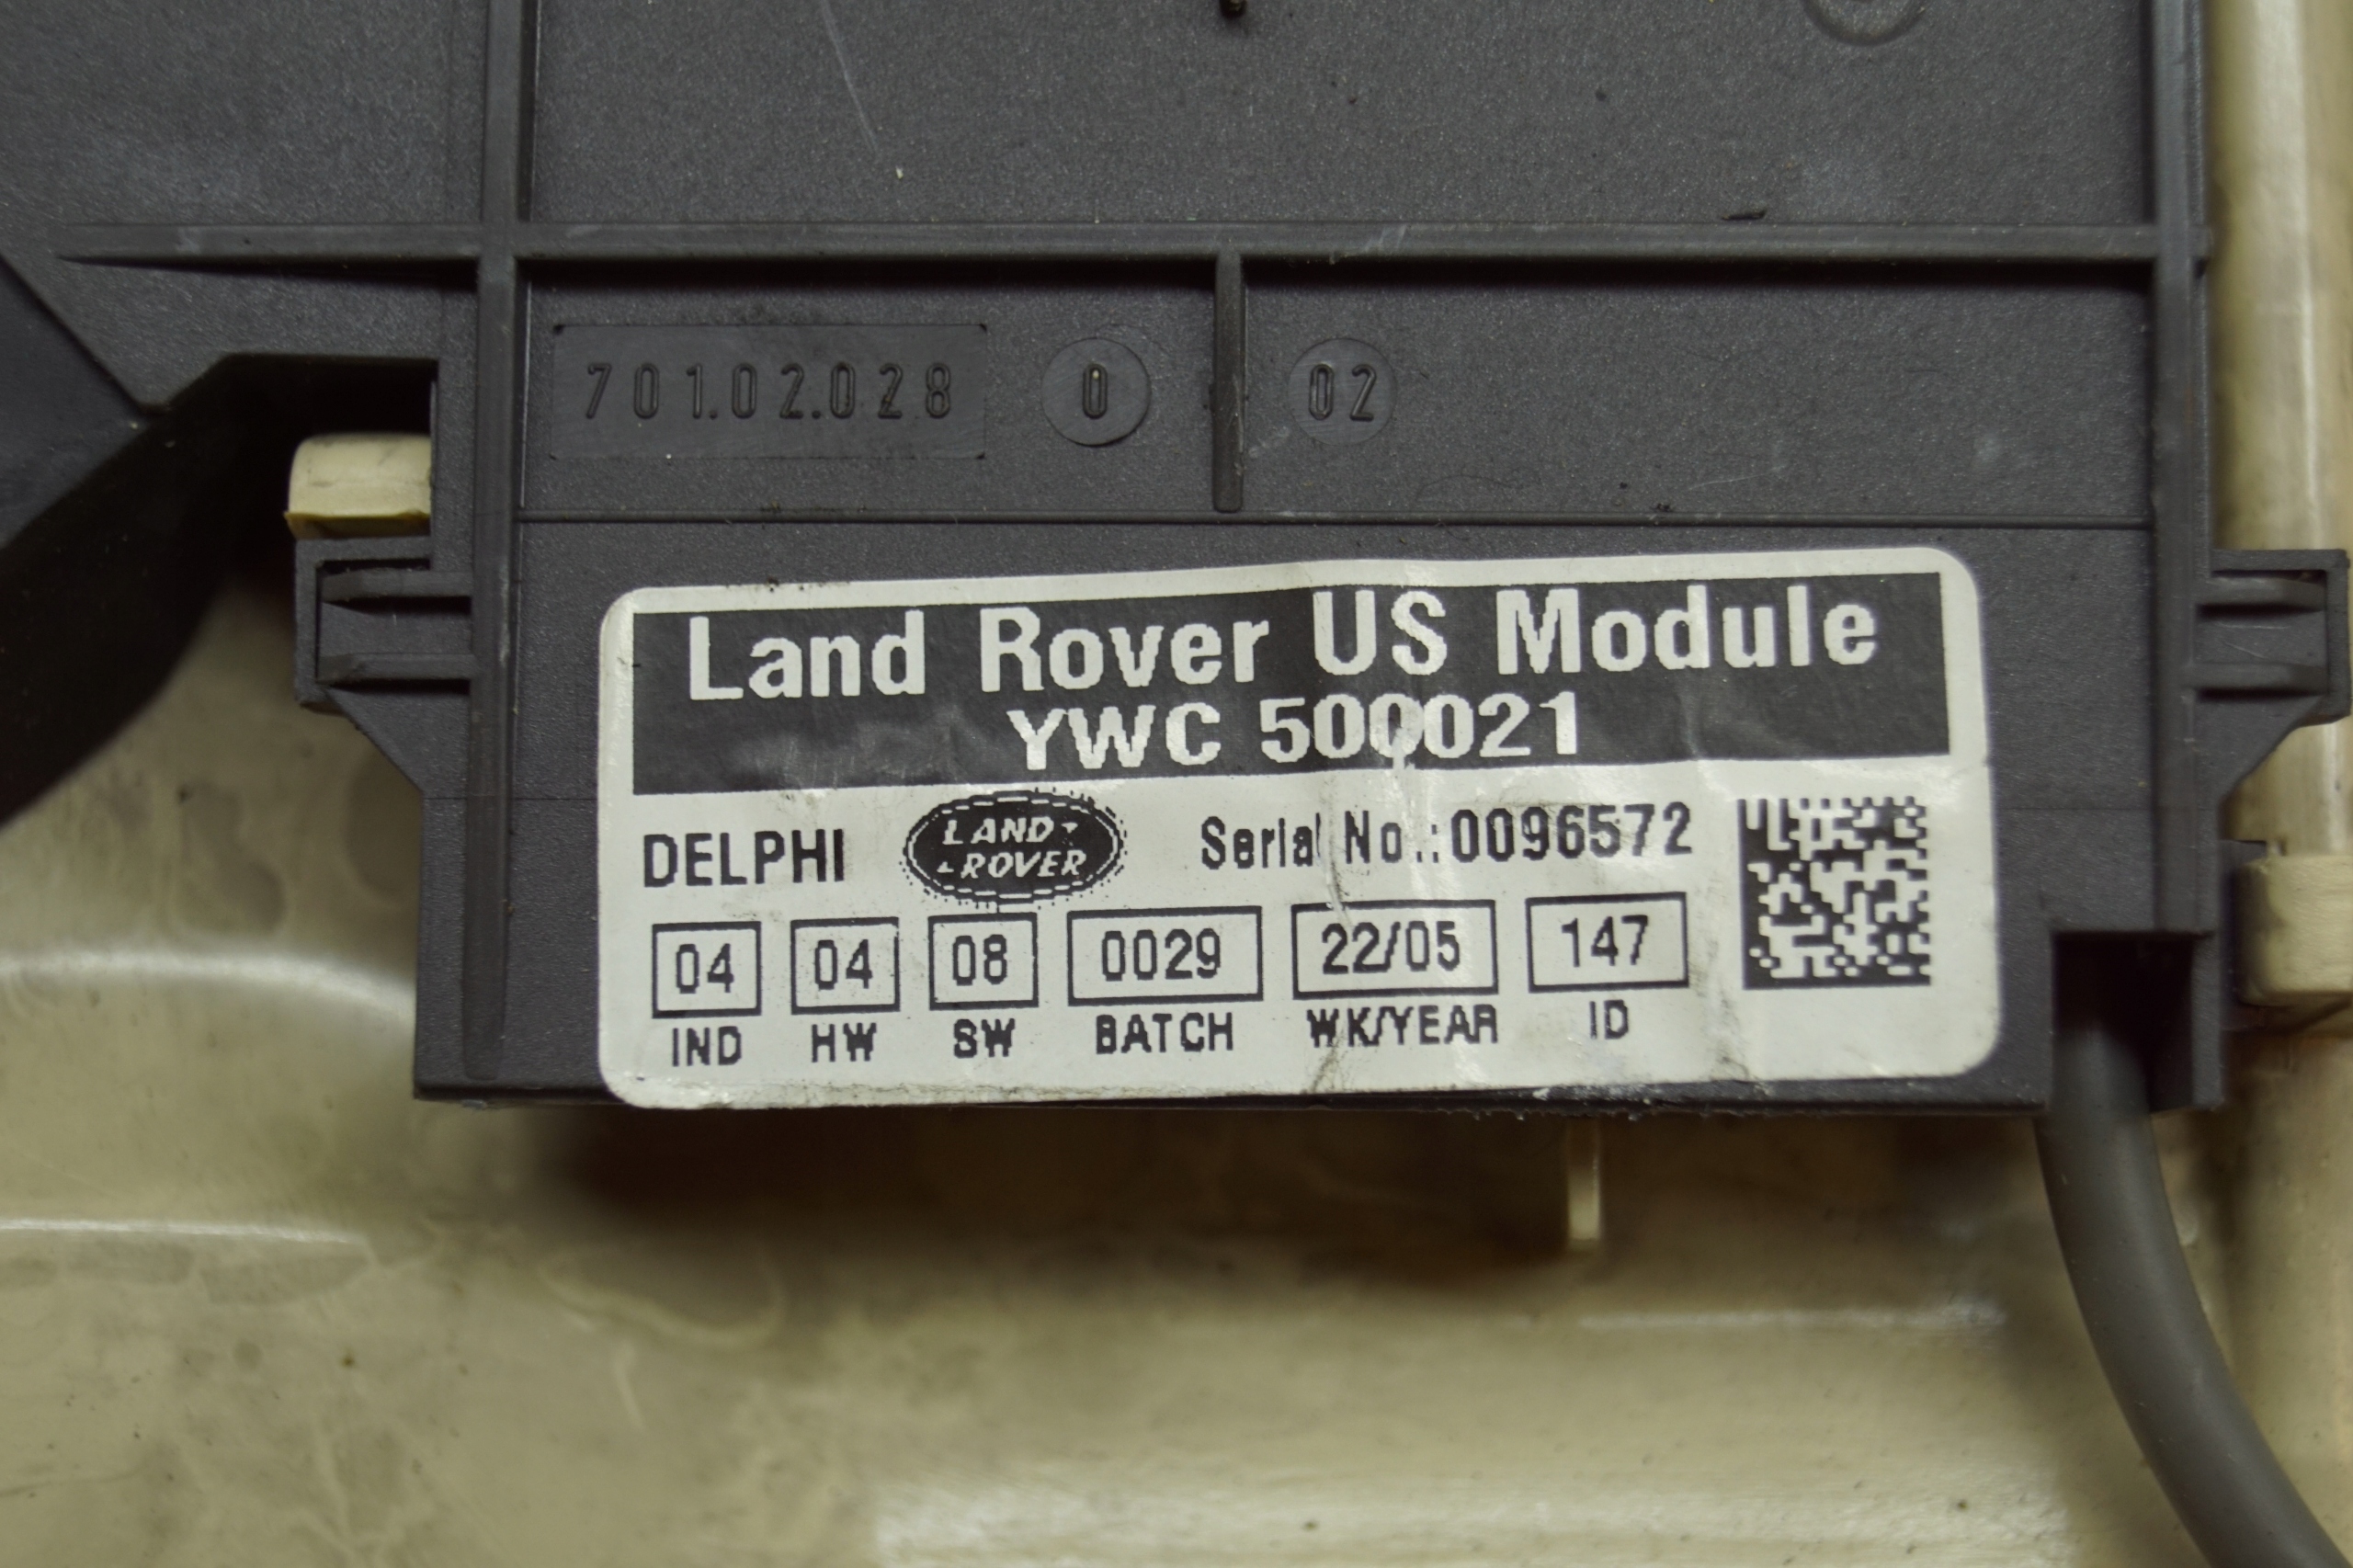 701.02.028 0 02
Land Rover US Module
YWC 500021
DELPHI LAND ROVER Serial No.:0096572
04 04 08 0029 22/05 147
IND HW SW BATCH WK/YEAR ID